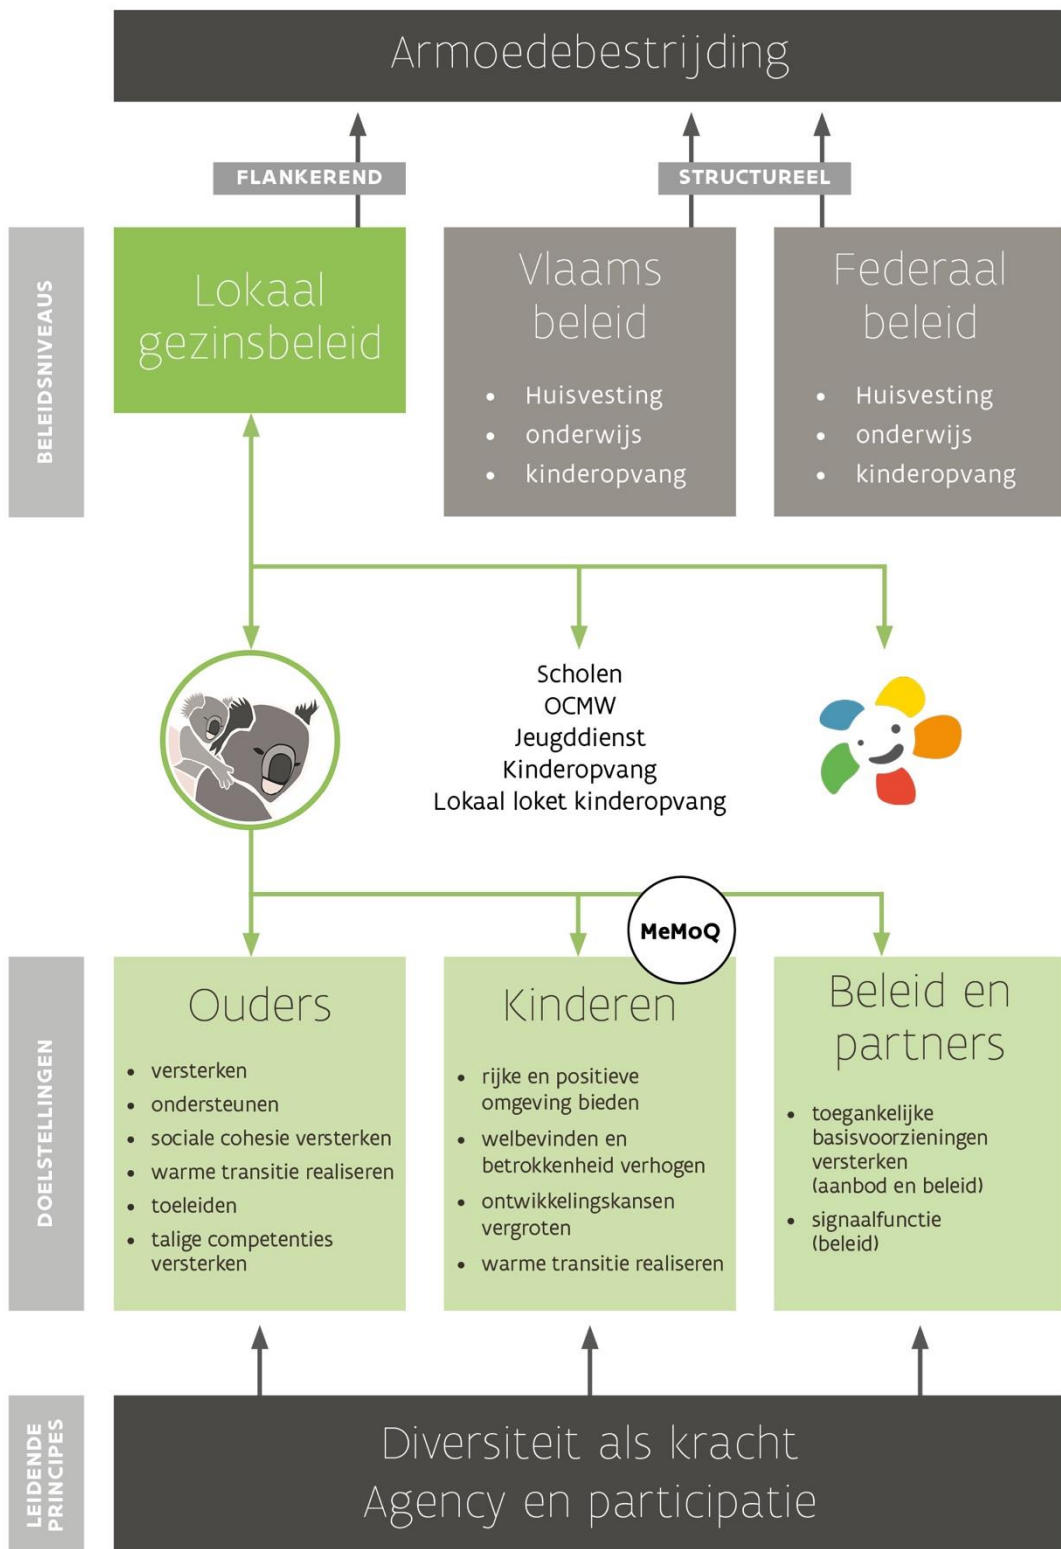 Armoedebestrijding
FLANKEREND
STRUCTUREEL
BELEIDSNIVEAUS
Lokaal
gezinsbeleid
Vlaams
beleid
• Huisvesting
• onderwijs
• kinderopvang
Federaal
beleid
• Huisvesting
• onderwijs
• kinderopvang
Scholen
OCMW
Jeugddienst
Kinderopvang
Lokaal loket kinderopvang
MeMoQ
DOELSTELLINGEN
Ouders
• versterken
• ondersteunen
• sociale cohesie versterken
• warme transitie realiseren
• toeleiden
• talige competenties
versterken
Kinderen
• rijke en positieve
omgeving bieden
• welbevinden en
betrokkenheid verhogen
• ontwikkelingskansen
vergroten
• warme transitie realiseren
Beleid en
partners
• toegankelijke
basisvoorzieningen
versterken
(aanbod en beleid)
• signaalfunctie
(beleid)
LEIDENDE
PRINCIPES
Diversiteit als kracht
Agency en participatie